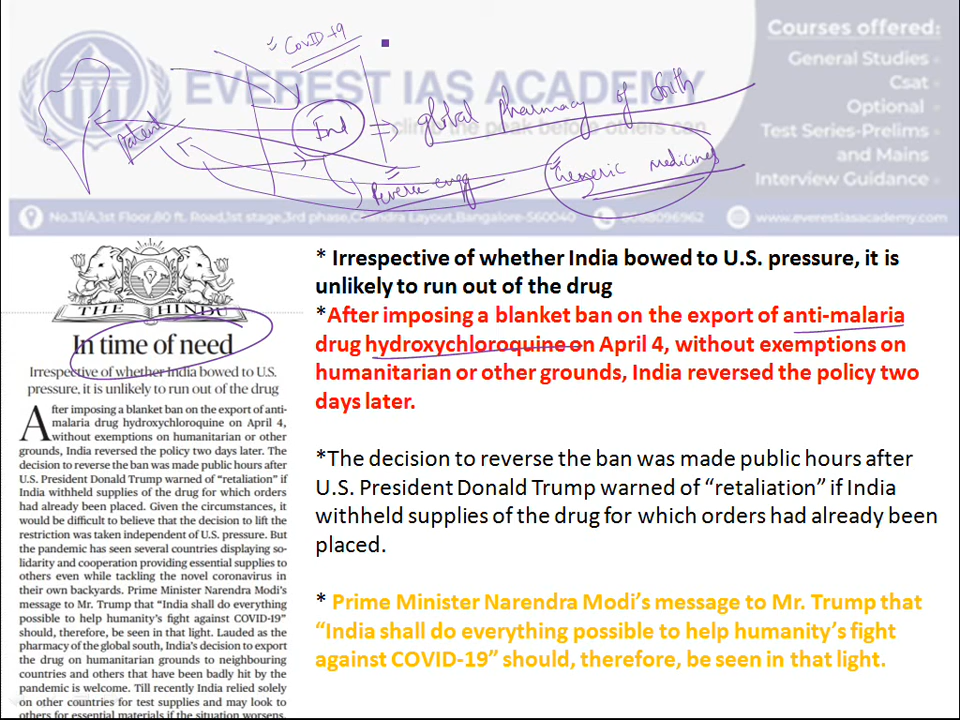 Courses offered:
General Studies
Csat
Optional
Test Series-Prelims
and Mains
Interview Guidance
EVEREST IAS ACADEMY
climb the peak before others can
No.31/A,1st Floor,80 ft. Road,1st stage,3rd phase,
Layout,Bangalore-560040
96962
www.everestiasacademy.com
COVID-19
Ind
global pharmacy of South
Patent
Reverse engg
Generic medicines
THE HINDU
In time of need
Irrespective of whether India bowed to U.S.
pressure, it is unlikely to run out of the drug
After imposing a blanket ban on the export of anti-
malaria drug hydroxychloroquine on April 4,
without exemptions on humanitarian or other
grounds, India reversed the policy two days later. The
decision to reverse the ban was made public hours after
U.S. President Donald Trump warned of “retaliation” if
India withheld supplies of the drug for which orders
had already been placed. Given the circumstances, it
would be difficult to believe that the decision to lift the
restriction was taken independent of U.S. pressure. But
the pandemic has seen several countries displaying so-
lidarity and cooperation providing essential supplies to
others even while tackling the novel coronavirus in
their own backyards. Prime Minister Narendra Modi’s
message to Mr. Trump that “India shall do everything
possible to help humanity’s fight against COVID-19”
should, therefore, be seen in that light. Lauded as the
pharmacy of the global south, India’s decision to export
the drug on humanitarian grounds to neighbouring
countries and others that have been badly hit by the
pandemic is welcome. Till recently India relied solely
on other countries for test supplies and may look to
others for essential materials if the situation worsens.
* Irrespective of whether India bowed to U.S. pressure, it is
unlikely to run out of the drug
*After imposing a blanket ban on the export of anti-malaria
drug hydroxychloroquine on April 4, without exemptions on
humanitarian or other grounds, India reversed the policy two
days later.
*The decision to reverse the ban was made public hours after
U.S. President Donald Trump warned of “retaliation” if India
withheld supplies of the drug for which orders had already been
placed.
* Prime Minister Narendra Modi’s message to Mr. Trump that
“India shall do everything possible to help humanity’s fight
against COVID-19” should, therefore, be seen in that light.